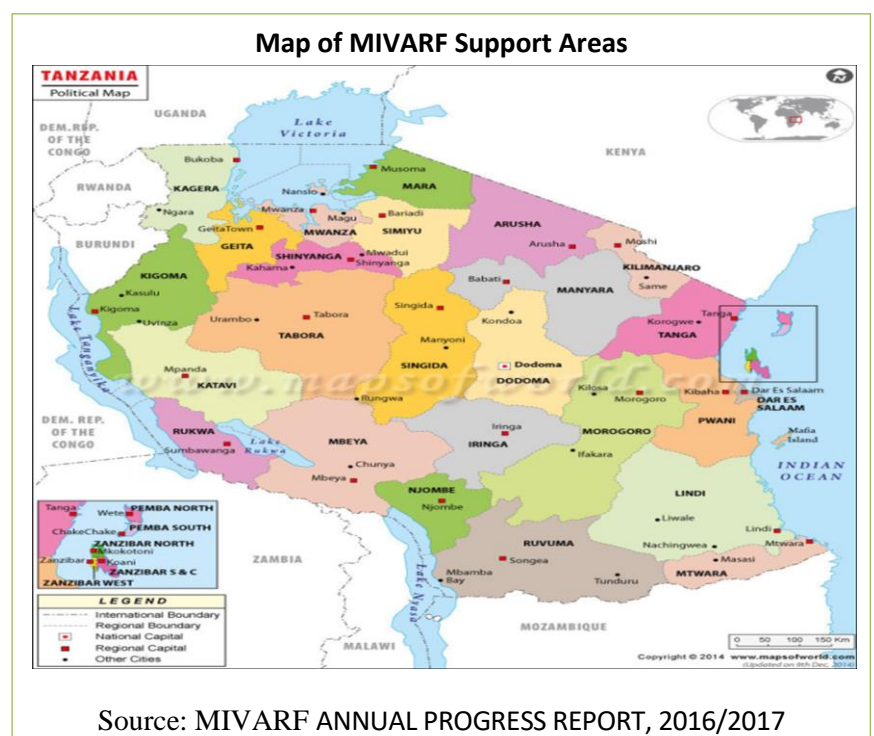 Map of MIVARF Support Areas
TANZANIA
Political Map
UGANDA
Lake
Victoria
DEM. REP.
OF THE
CONGO
KENYA
Bukoba
Musoma
KAGERA
MARA
RWANDA
Nansio
Ngara
Mwanza
Magu
Bariadi
ARUSHA
GeitaTown
MWANZA
SIMIYU
BURUNDI
GEITA
Arusha
Moshi
SHINYANGA
Mwadui
Shinyanga
Kahama
KILIMANJARO
KIGOMA
Babati
MANYARA
Same
Kasulu
Kigoma
Singida
Tanga
Uvinza
Urambo
Tabora
Kondoa
Korogwe
TANGA
TABORA
Manyoni
Lake Tanganyika
Mpanda
SINGIDA
Dodoma
DODOMA
www.mapsofworld.com
KATAVI
Kilosa
Morogoro
Kibaha
Dar Es Salaam
DAR ES
SALAAM
Rungwa
DEM. REP.
OF THE
CONGO
RUKWA
Sumbawanga
Lake
Rukwa
MBEYA
Iringa
IRINGA
MOROGORO
PWANI
Mafia
Island
Chunya
Mbeya
Ifakara
INDIAN
OCEAN
NJOMBE
Njombe
LINDI
Liwale
Tanga
Wete
PEMBA NORTH
ChakeChake
PEMBA SOUTH
ZANZIBAR NORTH
Mkokotoni
Zanzibar
Koani
ZANZIBAR S & C
ZANZIBAR WEST
Lindi
Nachingwea
Mtwara
RUVUMA
Songea
Masasi
MTWARA
ZAMBIA
Mbamba
Bay
Tunduru
Lake Nyasa
LEGEND
International Boundary
Regional Boundary
National Capital
Regional Capital
Other Cities
MALAWI
MOZAMBIQUE
0 50 100 150 Km
Copyright © 2014 www.mapsofworld.com
(Updated on 9th Dec, 2014)
Source: MIVARF ANNUAL PROGRESS REPORT, 2016/2017